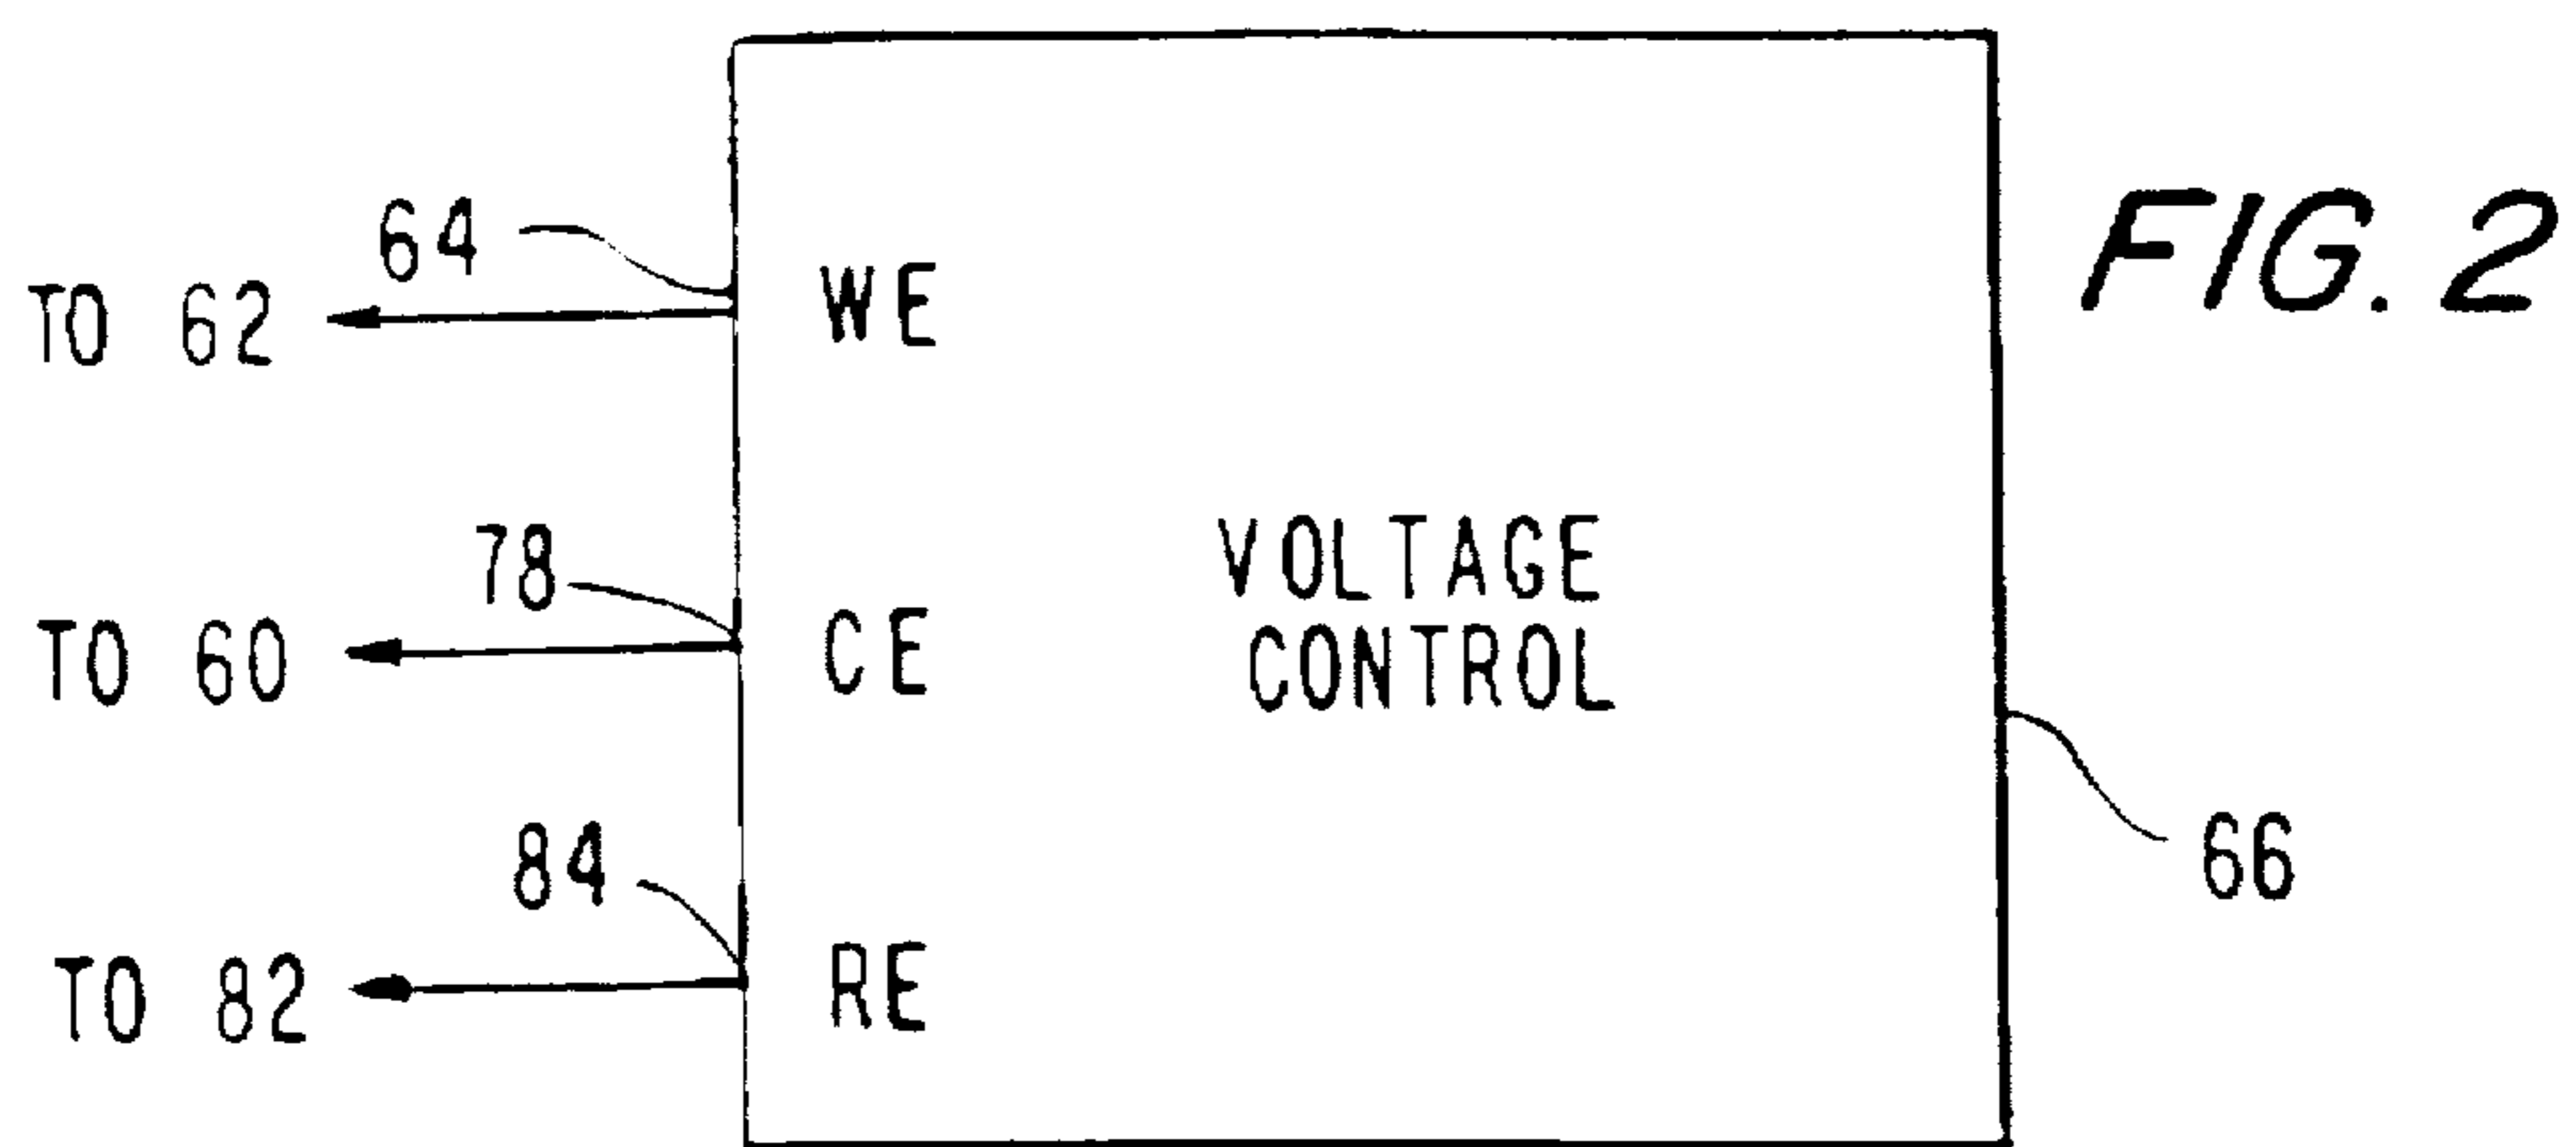 FIG. 2
64
TO 62
WE
78
TO 60
CE
VOLTAGE
CONTROL
84
TO 82
RE
66